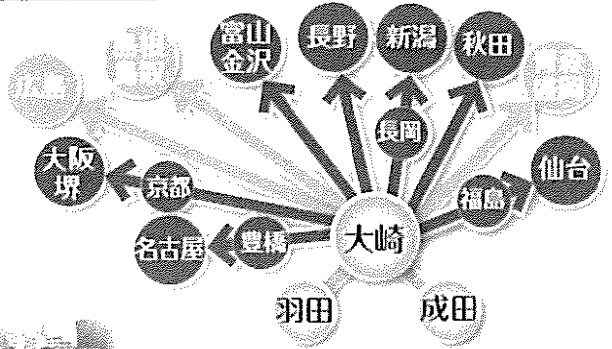 富山
金沢
長野
新潟
秋田
長岡
大阪
堺
京都
仙台
福島
名古屋
豊橋
大崎
羽田
成田